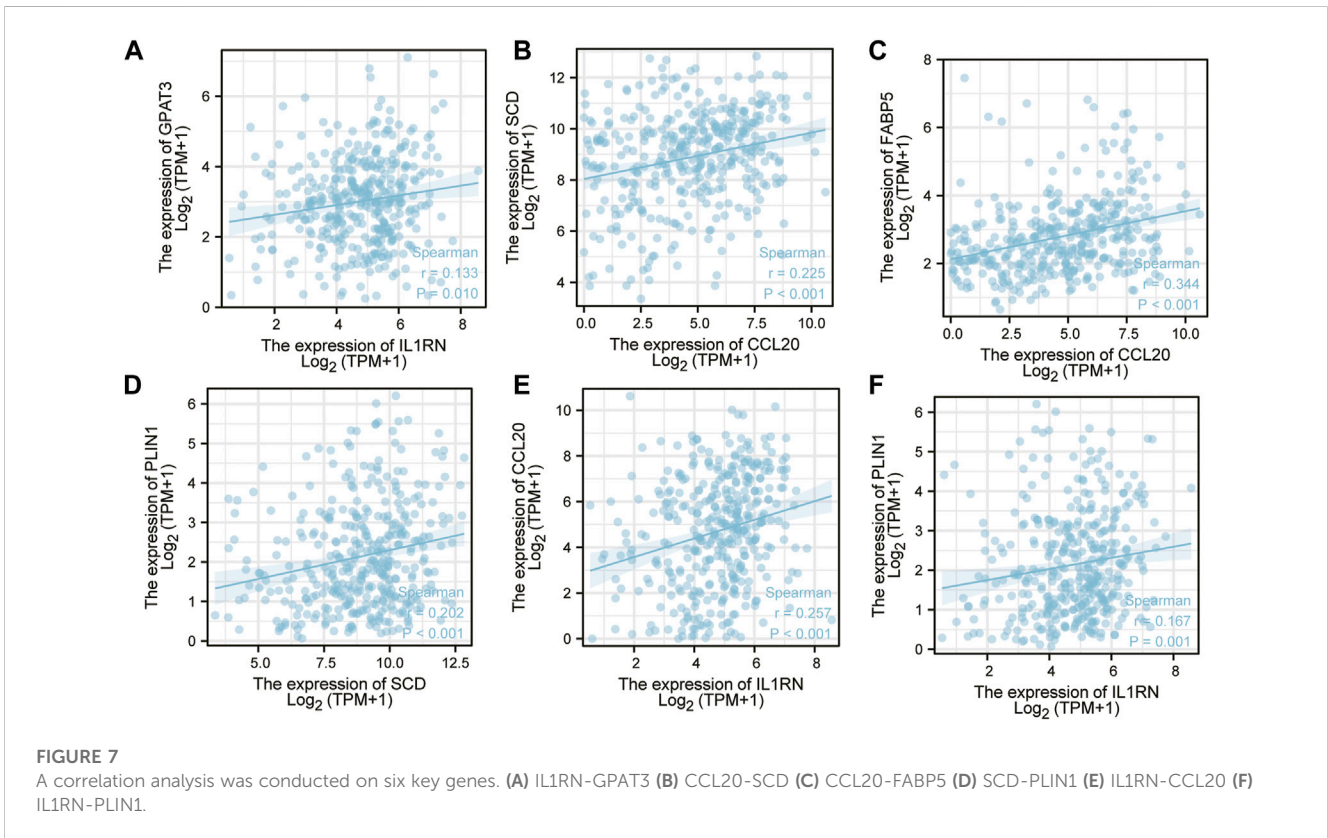 A
The expression of GPAT3
Log2 (TPM+1)
6
4
2
0
Spearman
r = 0.133
P = 0.010
2
4
6
8
The expression of IL1RN
Log2 (TPM+1)
B
The expression of SCD
Log2 (TPM+1)
12
10
8
6
4
Spearman
r = 0.225
P < 0.001
0.0
2.5
5.0
7.5
10.0
The expression of CCL20
Log2 (TPM+1)
C
The expression of FABP5
Log2 (TPM+1)
8
6
4
2
Spearman
r = 0.344
P < 0.001
0.0
2.5
5.0
7.5
10.0
The expression of CCL20
Log2 (TPM+1)
D
The expression of PLIN1
Log2 (TPM+1)
6
5
4
3
2
1
0
Spearman
r = 0.202
P < 0.001
5.0
7.5
10.0
12.5
The expression of SCD
Log2 (TPM+1)
E
The expression of CCL20
Log2 (TPM+1)
10
8
6
4
2
0
Spearman
r = 0.257
P < 0.001
2
4
6
8
The expression of IL1RN
Log2 (TPM+1)
F
The expression of PLIN1
Log2 (TPM+1)
6
5
4
3
2
1
0
Spearman
r = 0.167
P = 0.001
2
4
6
8
The expression of IL1RN
Log2 (TPM+1)
FIGURE 7
A correlation analysis was conducted on six key genes. (A) IL1RN-GPAT3 (B) CCL20-SCD (C) CCL20-FABP5 (D) SCD-PLIN1 (E) IL1RN-CCL20 (F)
IL1RN-PLIN1.